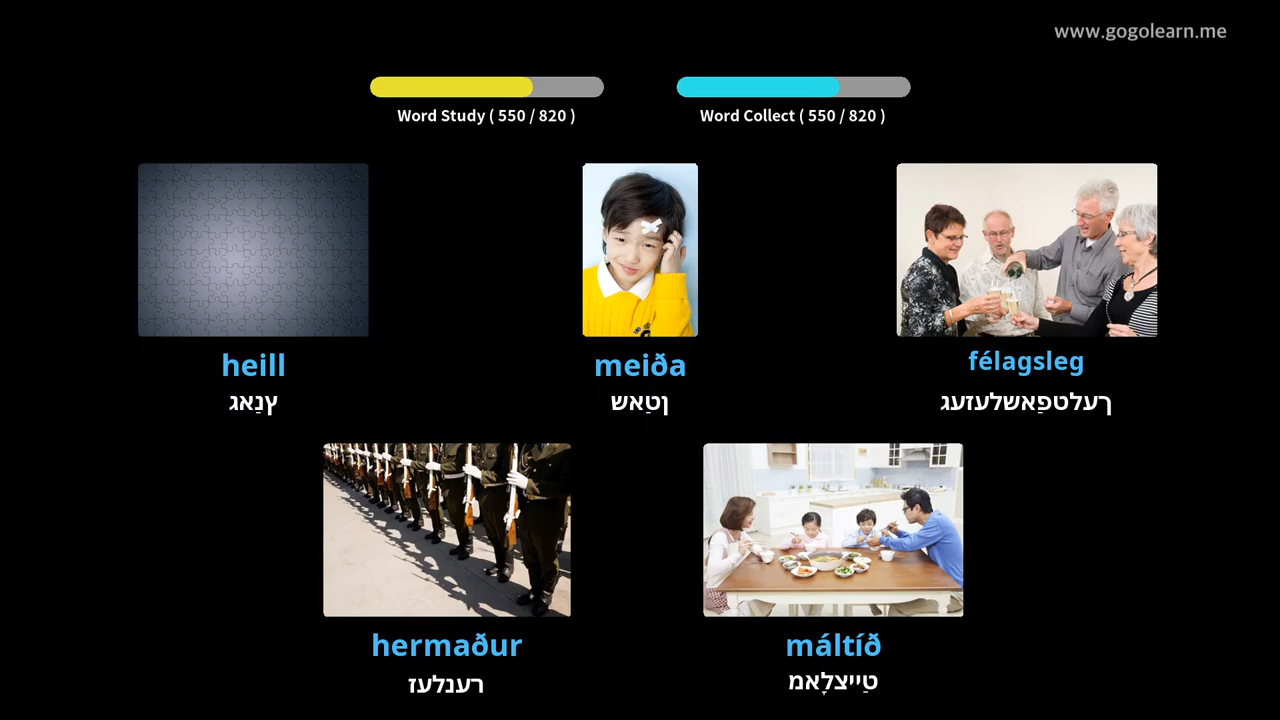 www.gogolearn.me
Word Study ( 550 / 820 )
Word Collect ( 550 / 820 )
heill
ץנַאג
meiða
ןטַאש
félagsleg
ךעלטפַאשלעזעג
hermaður
רענלעז
máltíð
טַייצלָאמ